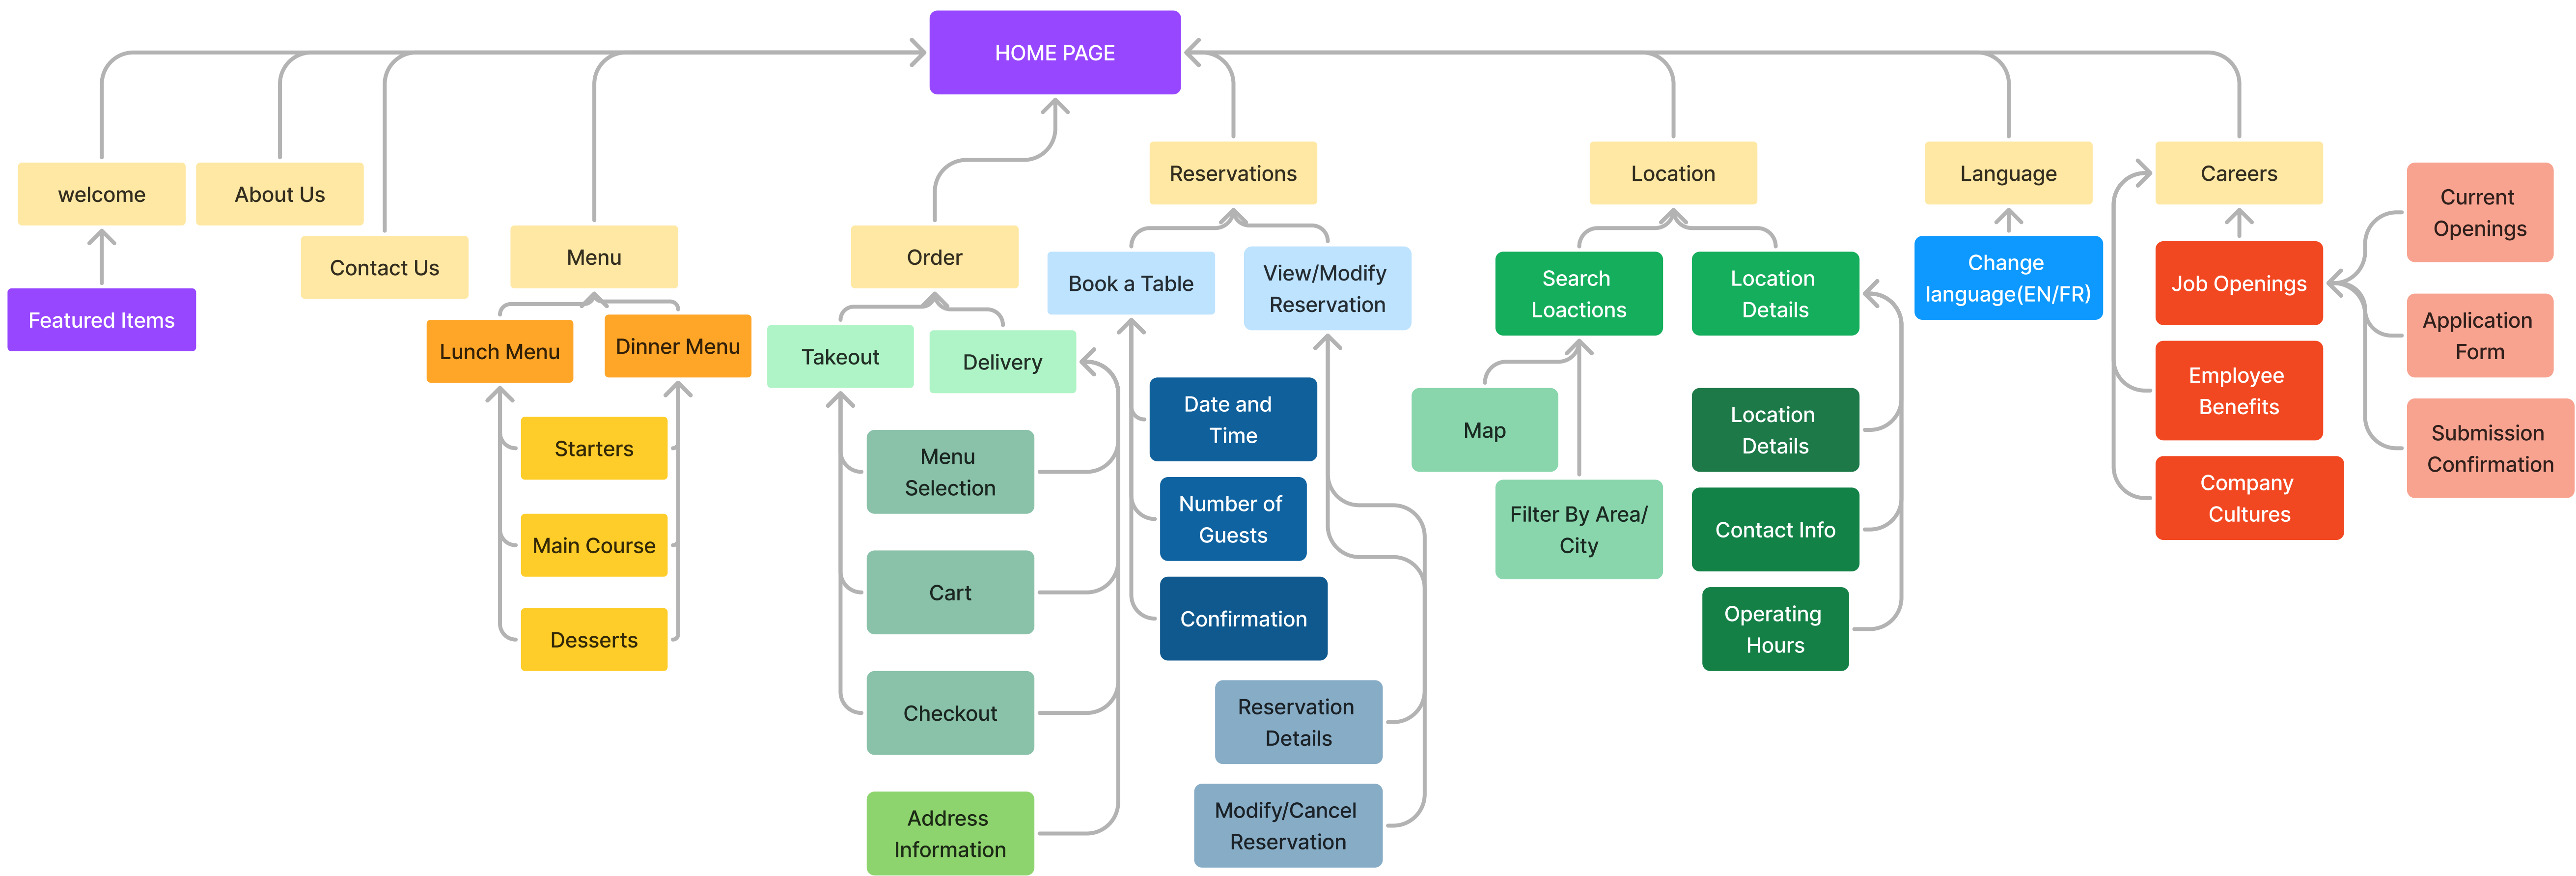 HOME PAGE
welcome
About Us
Contact Us
Menu
Order
Reservations
Location
Language
Careers
Featured Items
Lunch Menu
Dinner Menu
Starters
Main Course
Desserts
Takeout
Delivery
Menu
Selection
Cart
Checkout
Address
Information
Book a Table
View/Modify
Reservation
Date and
Time
Number of
Guests
Confirmation
Reservation
Details
Modify/Cancel
Reservation
Search
Loactions
Location
Details
Map
Filter By Area/
City
Location
Details
Contact Info
Operating
Hours
Change
language(EN/FR)
Job Openings
Employee
Benefits
Company
Cultures
Current
Openings
Application
Form
Submission
Confirmation